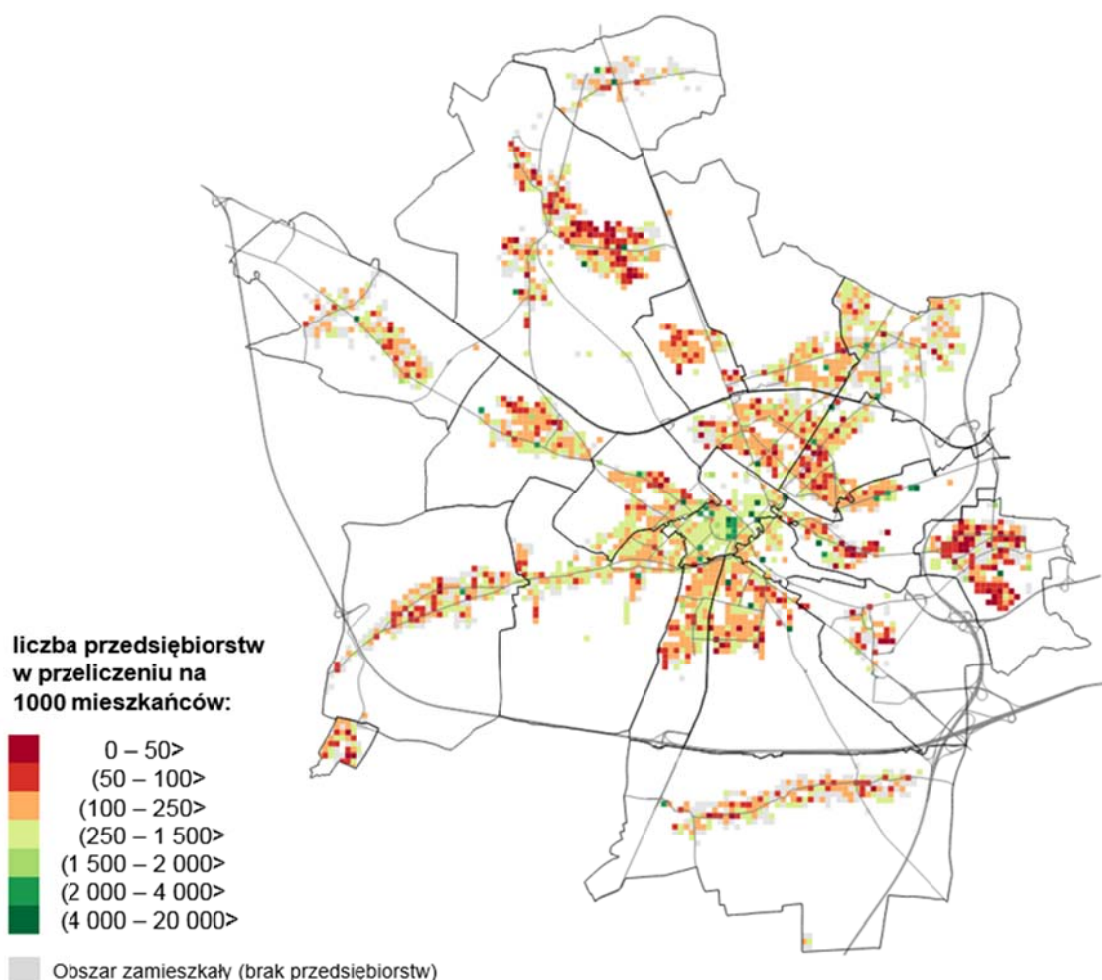 liczba przedsiębiorstw
w przeliczeniu na
1000 mieszkańców:
0 – 50>
(50 – 100>
(100 – 250>
(250 – 1 500>
(1 500 – 2 000>
(2 000 – 4 000>
(4 000 – 20 000>
Obszar zamieszkały (brak przedsiębiorstw)